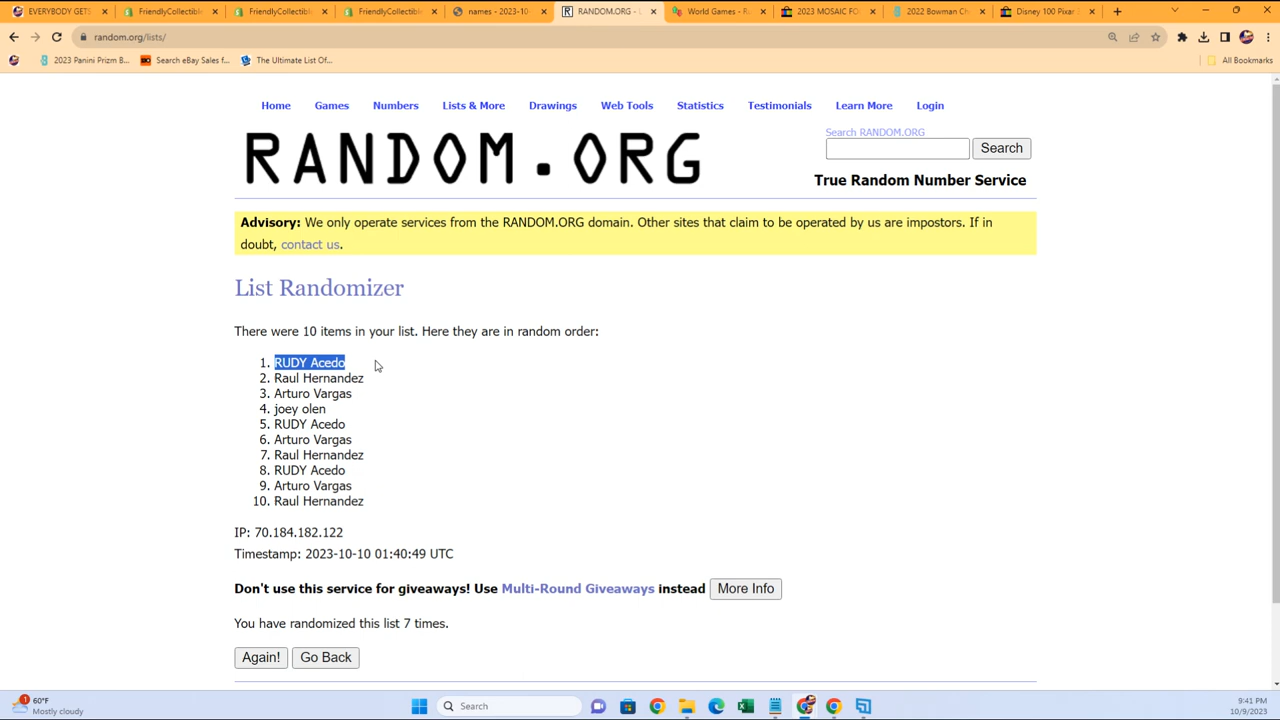 EVERYBODY GETS
FriendlyCollectibl
FriendlyCollectibl
FriendlyCollectibl
names - 2023-10
RANDOM.ORG - L
World Games - R
2023 MOSAIC FO
2022 Bowman Ch
Disney 100 Pixar
random.org/lists/
2023 Panini Prizm B...
Search eBay Sales f...
The Ultimate List Of...
All Bookmarks
Home
Games
Numbers
Lists & More
Drawings
Web Tools
Statistics
Testimonials
Learn More
Login
RANDOM.ORG
Search RANDOM.ORG
Search
True Random Number Service
Advisory: We only operate services from the RANDOM.ORG domain. Other sites that claim to be operated by us are impostors. If in
doubt, contact us.
List Randomizer
There were 10 items in your list. Here they are in random order:
1. RUDY Acedo
2. Raul Hernandez
3. Arturo Vargas
4. joey olen
5. RUDY Acedo
6. Arturo Vargas
7. Raul Hernandez
8. RUDY Acedo
9. Arturo Vargas
10. Raul Hernandez
IP: 70.184.182.122
Timestamp: 2023-10-10 01:40:49 UTC
Don't use this service for giveaways! Use Multi-Round Giveaways instead More Info
You have randomized this list 7 times.
Again! Go Back
1
60°F
Mostly cloudy
Search
9:41 PM
10/9/2023